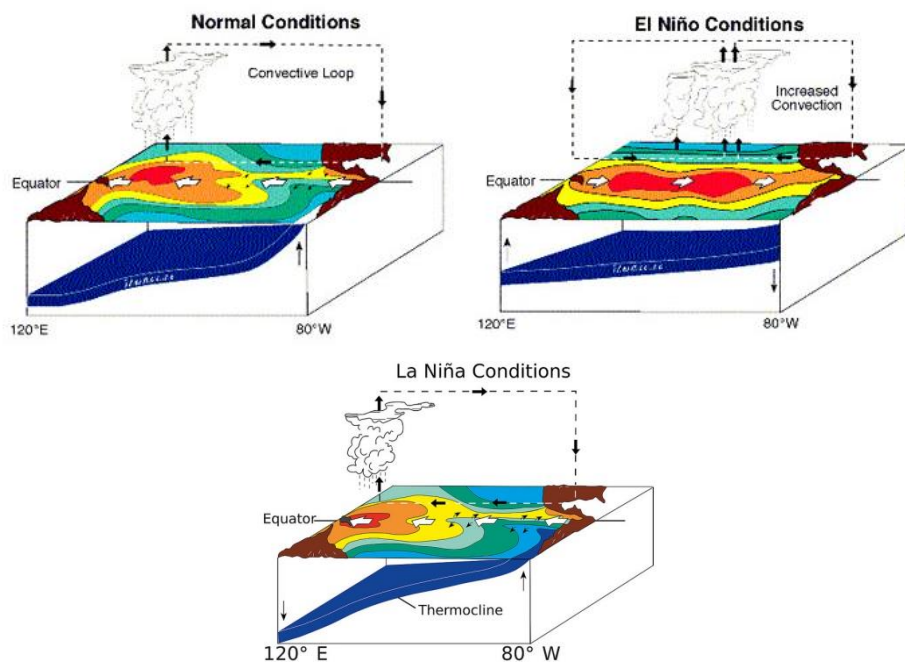 Normal Conditions
Convective Loop
Equator
120°E
80°W
El Niño Conditions
Increased
Convection
Equator
120°E
80°W
La Niña Conditions
Equator
Thermocline
120° E
80° W